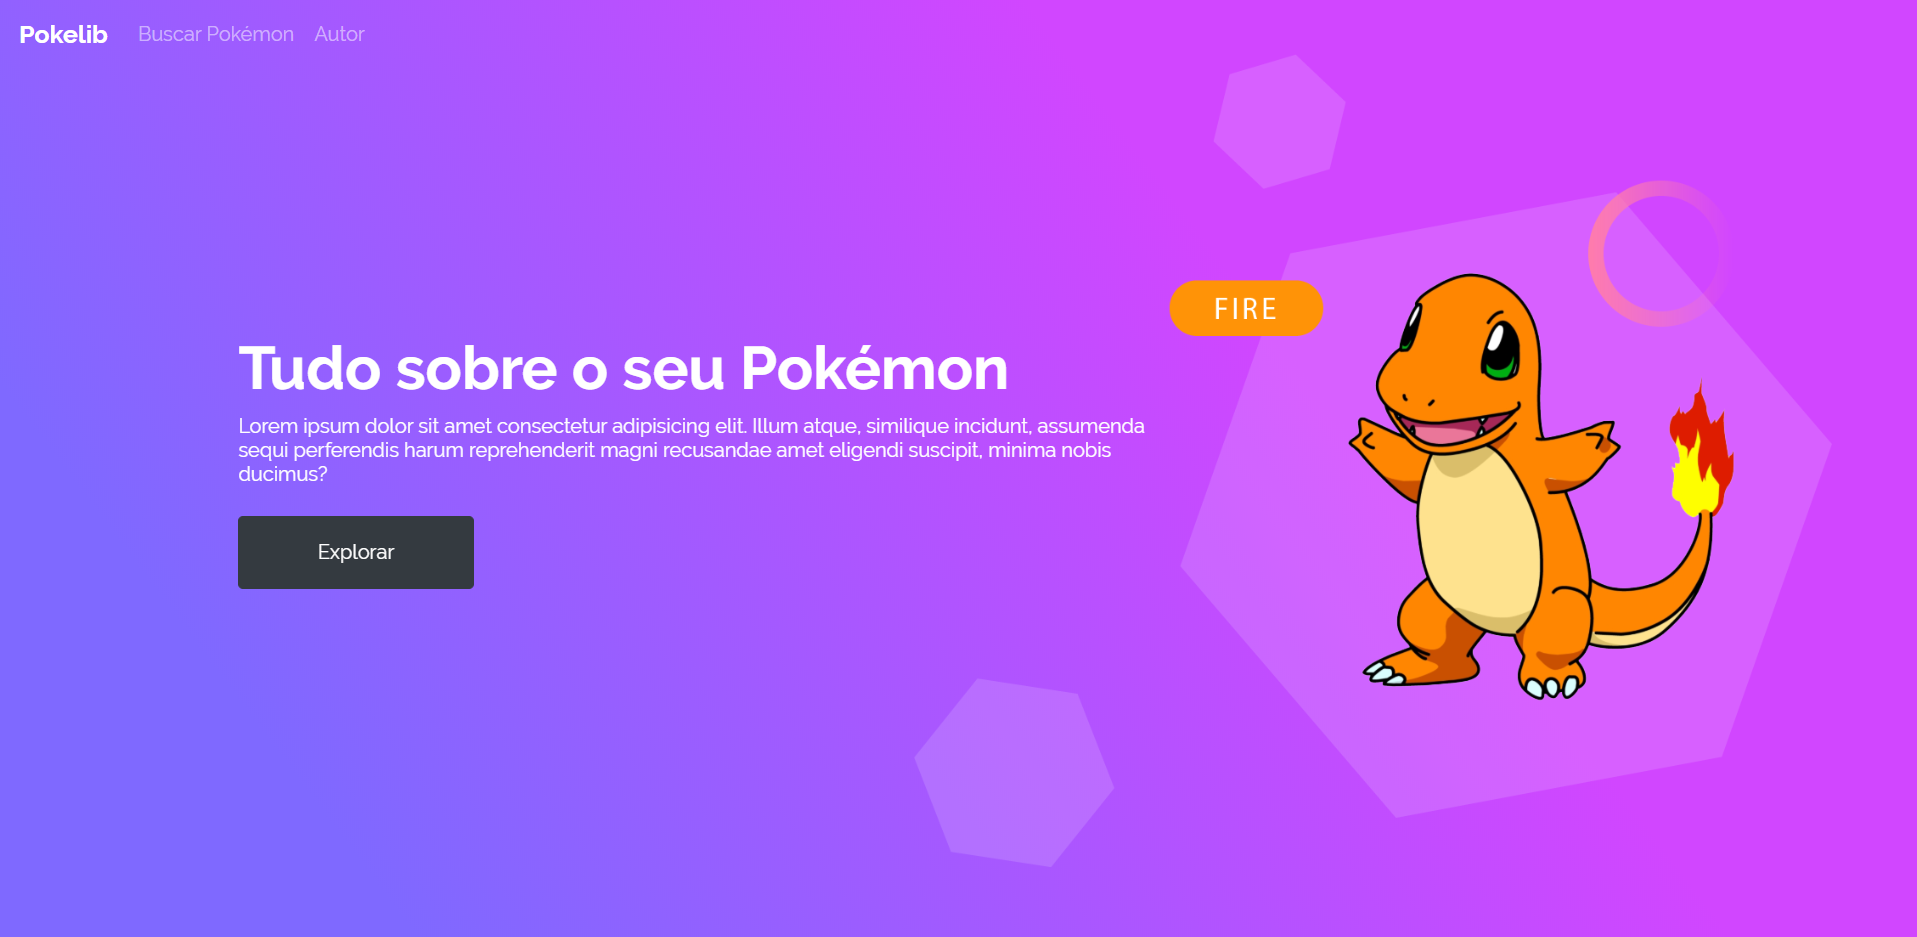 Pokelib
Buscar Pokémon
Autor
FIRE
Tudo sobre o seu Pokémon
Lorem ipsum dolor sit amet consectetur adipisicing elit. Illum atque, similique incidunt, assumenda
sequi perferendis harum reprehenderit magni recusandae amet eligendi suscipit, minima nobis
ducimus?
Explorar